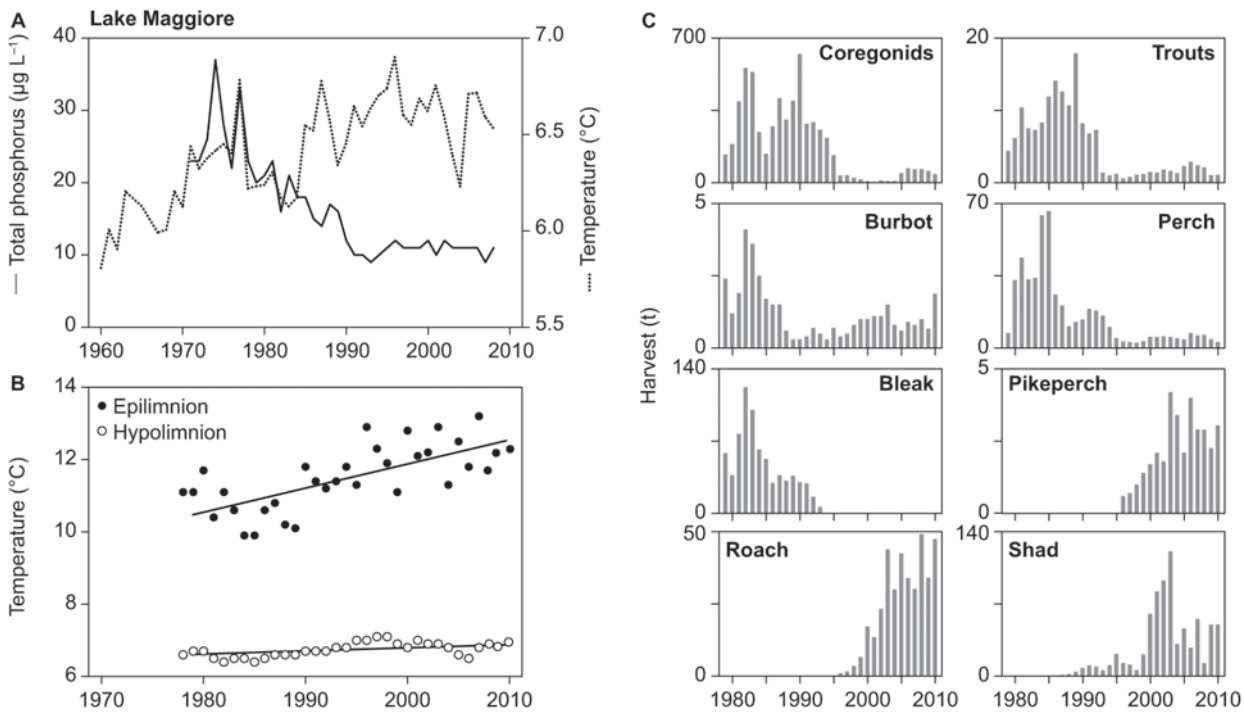 A
Lake Maggiore
— Total phosphorus (µg L⁻¹)
40
30
20
10
0
7.0
6.5
6.0
5.5
Temperature (°C)
1960 1970 1980 1990 2000 2010
B
Temperature (°C)
14
12
10
8
6
Epilimnion
Hypolimnion
1970 1980 1990 2000 2010
C
Harvest (t)
700
Coregonids
0
20
Trouts
10
0
5
Burbot
0
70
Perch
0
140
Bleak
0
5
Pikeperch
0
50
Roach
0
1980 1990 2000 2010
140
Shad
0
1980 1990 2000 2010